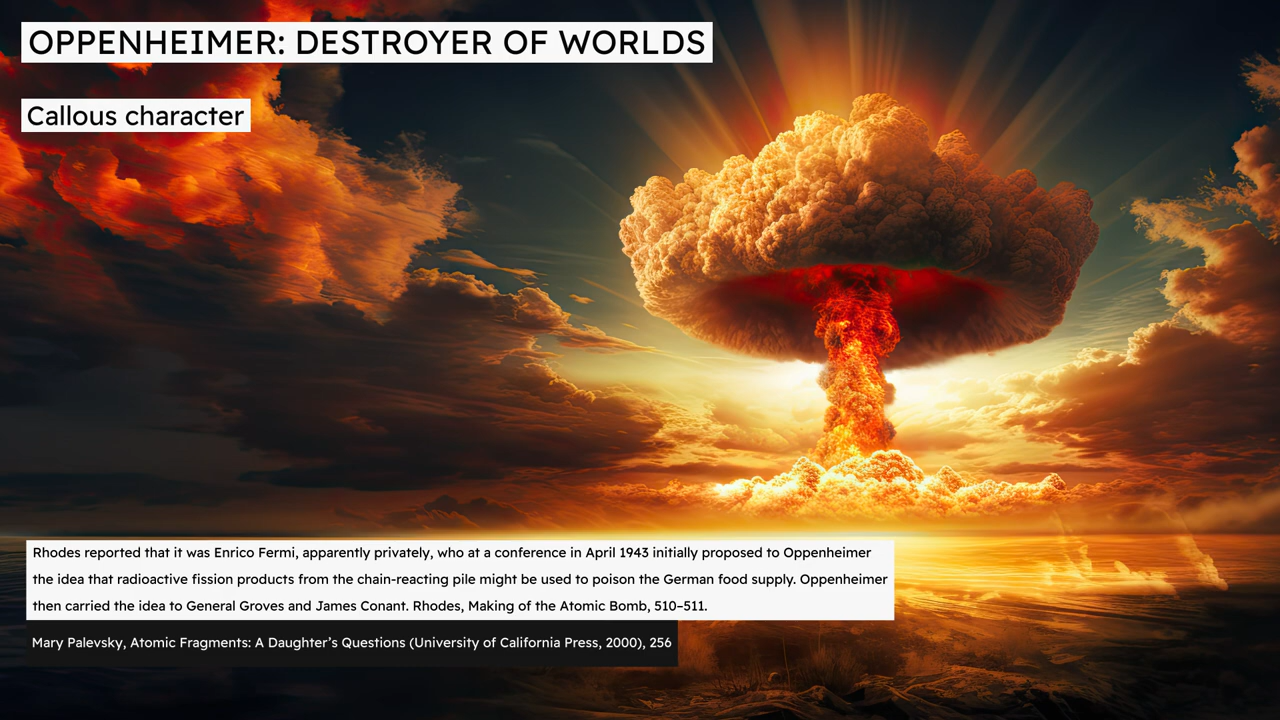 OPPENHEIMER: DESTROYER OF WORLDS
Callous character
Rhodes reported that it was Enrico Fermi, apparently privately, who at a conference in April 1943 initially proposed to Oppenheimer
the idea that radioactive fission products from the chain-reacting pile might be used to poison the German food supply. Oppenheimer
then carried the idea to General Groves and James Conant. Rhodes, Making of the Atomic Bomb, 510–511.
Mary Palevsky, Atomic Fragments: A Daughter’s Questions (University of California Press, 2000), 256